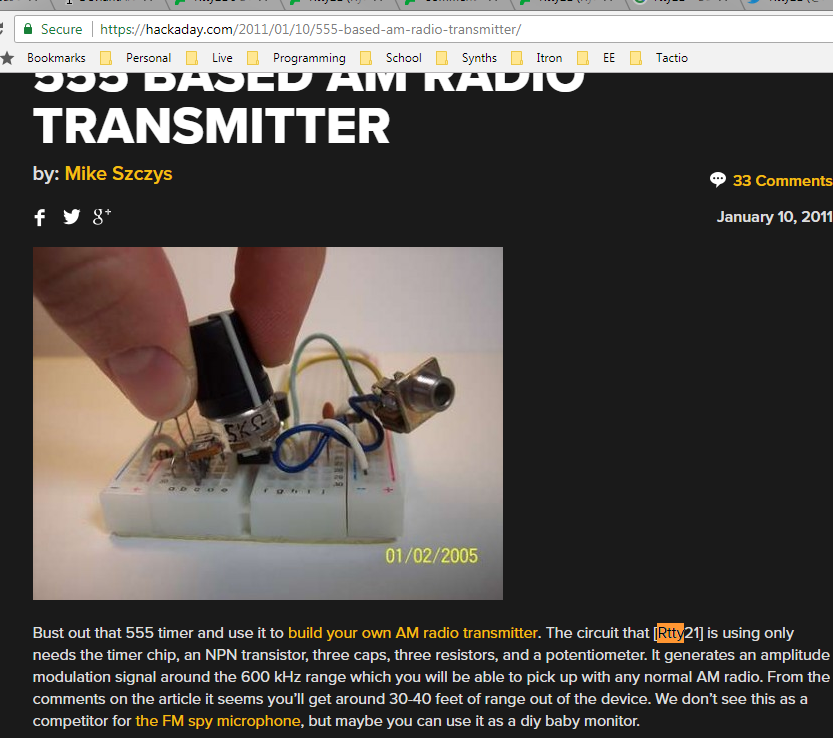 Secure
https://hackaday.com/2011/01/10/555-based-am-radio-transmitter/
Bookmarks Personal Live Programming School Synths Itron EE Tactio
555 BASED AM RADIO
TRANSMITTER
by: Mike Szczys
33 Comments
January 10, 2011
5KΩ
a b c d e
f g h i j
01/02/2005
Bust out that 555 timer and use it to build your own AM radio transmitter. The circuit that [Rtty21] is using only
needs the timer chip, an NPN transistor, three caps, three resistors, and a potentiometer. It generates an amplitude
modulation signal around the 600 kHz range which you will be able to pick up with any normal AM radio. From the
comments on the article it seems you'll get around 30-40 feet of range out of the device. We don't see this as a
competitor for the FM spy microphone, but maybe you can use it as a diy baby monitor.